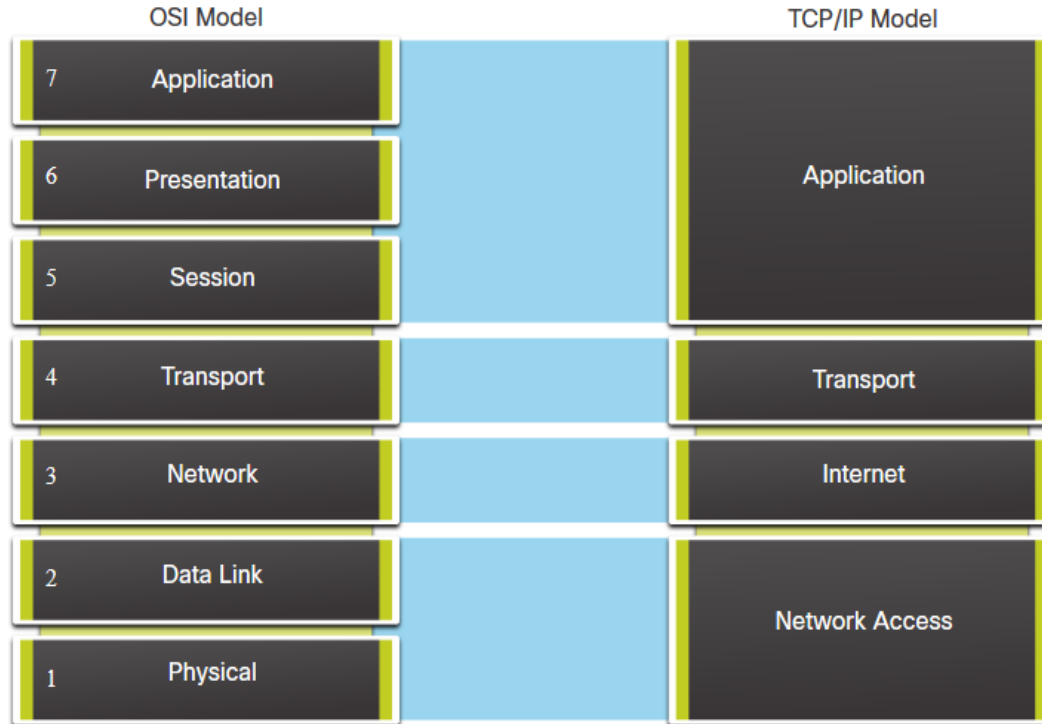 OSI Model
TCP/IP Model
7 Application
6 Presentation
5 Session
4 Transport
3 Network
2 Data Link
1 Physical
Application
Transport
Internet
Network Access